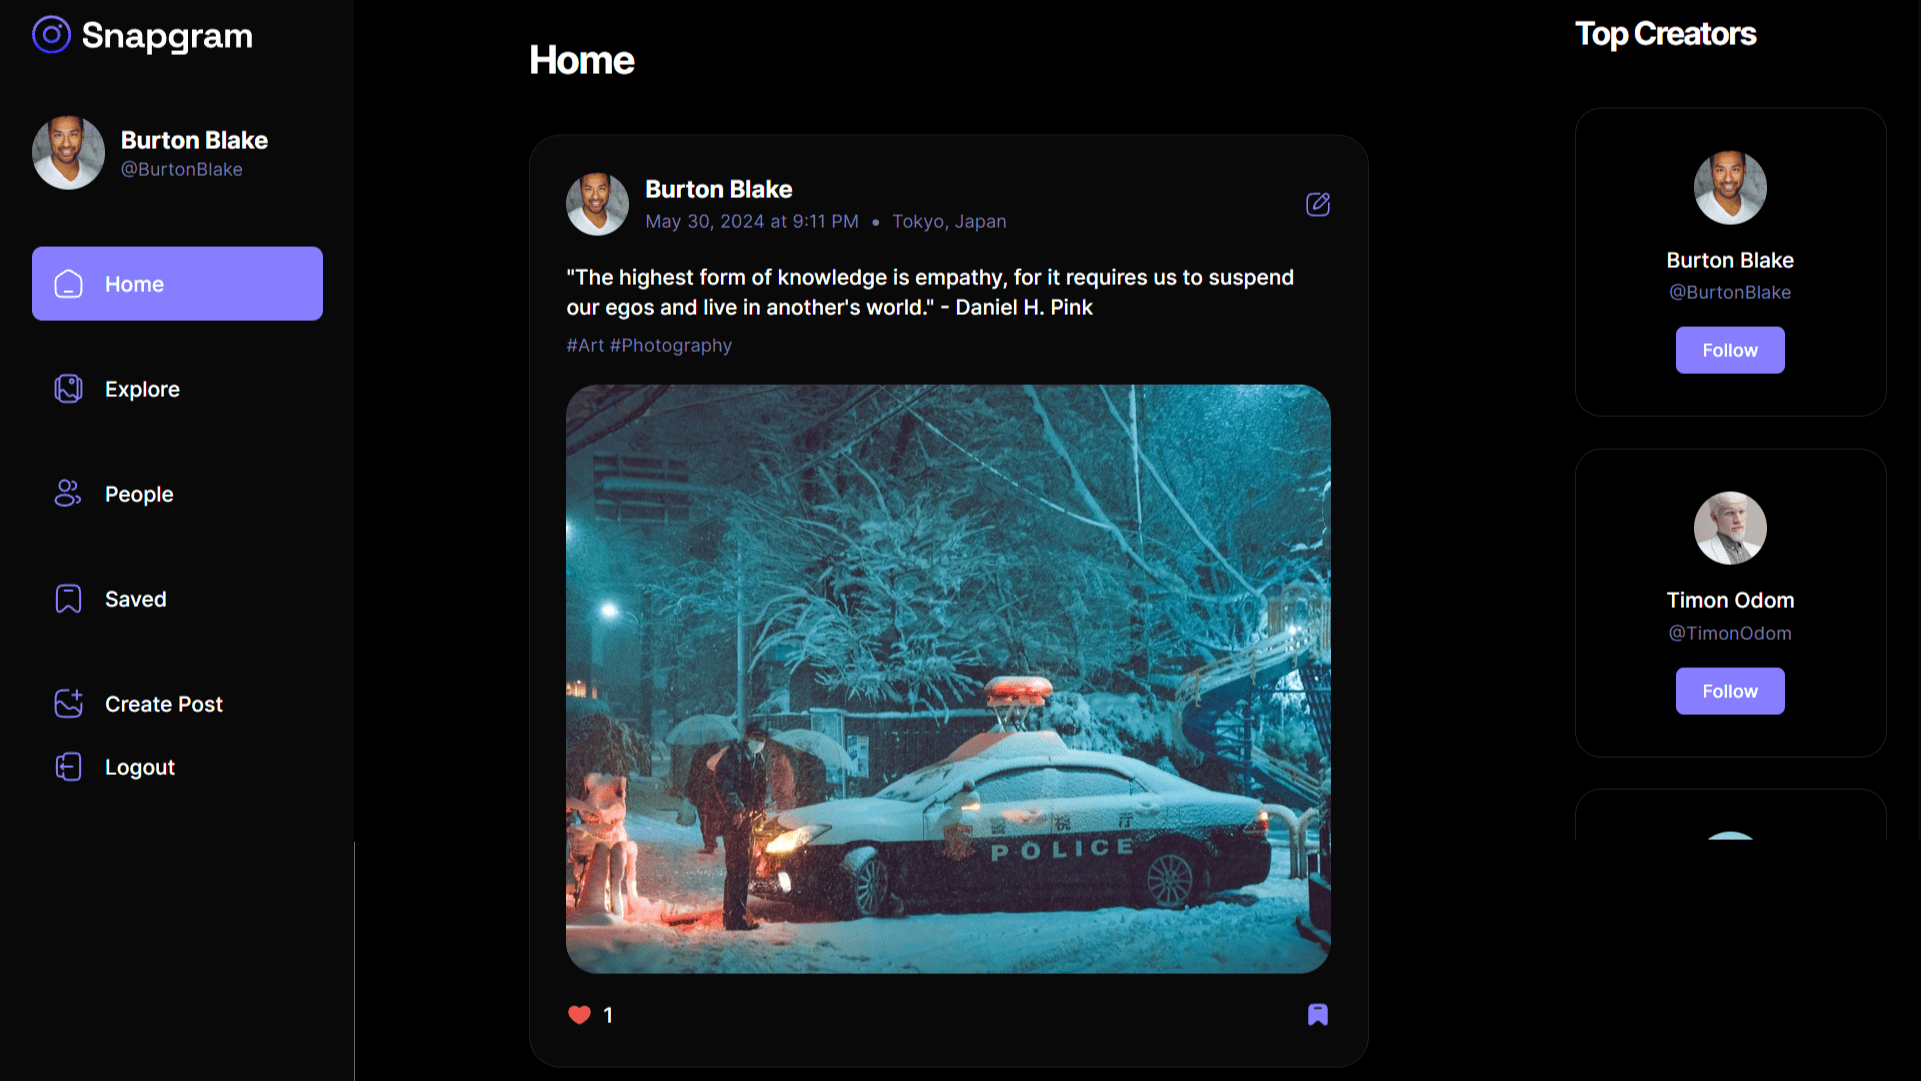 Snapgram
Burton Blake
@BurtonBlake
Home
Explore
People
Saved
Create Post
Logout
Home
Burton Blake
May 30, 2024 at 9:11 PM • Tokyo, Japan
"The highest form of knowledge is empathy, for it requires us to suspend
our egos and live in another's world." - Daniel H. Pink
#Art #Photography
警視庁
POLICE
1
Top Creators
Burton Blake
@BurtonBlake
Follow
Timon Odom
@TimonOdom
Follow